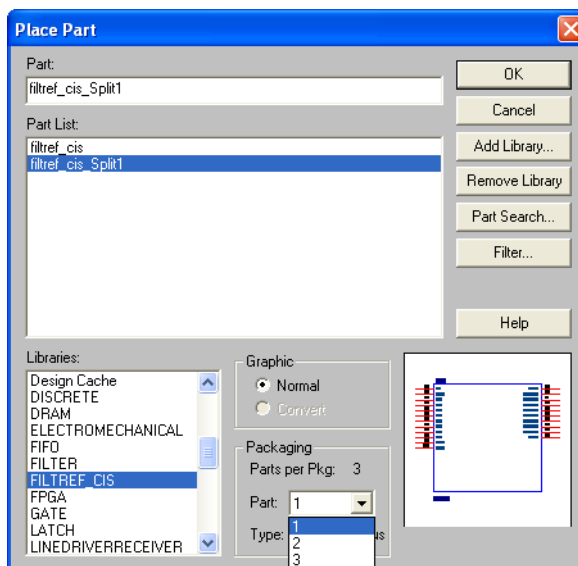 Place Part
Part:
filtref_cis_Split1
OK
Cancel
Part List:
filtref_cis
filtref_cis_Split1
Add Library...
Remove Library
Part Search...
Filter...
Help
Libraries:
Design Cache
DISCRETE
DRAM
ELECTROMECHANICAL
FIFO
FILTER
FILTREF_CIS
FPGA
GATE
LATCH
LINEDRIVERRECEIVER
Graphic
Normal
Convert
Packaging
Parts per Pkg: 3
Part: 1
Type:
1
2
3